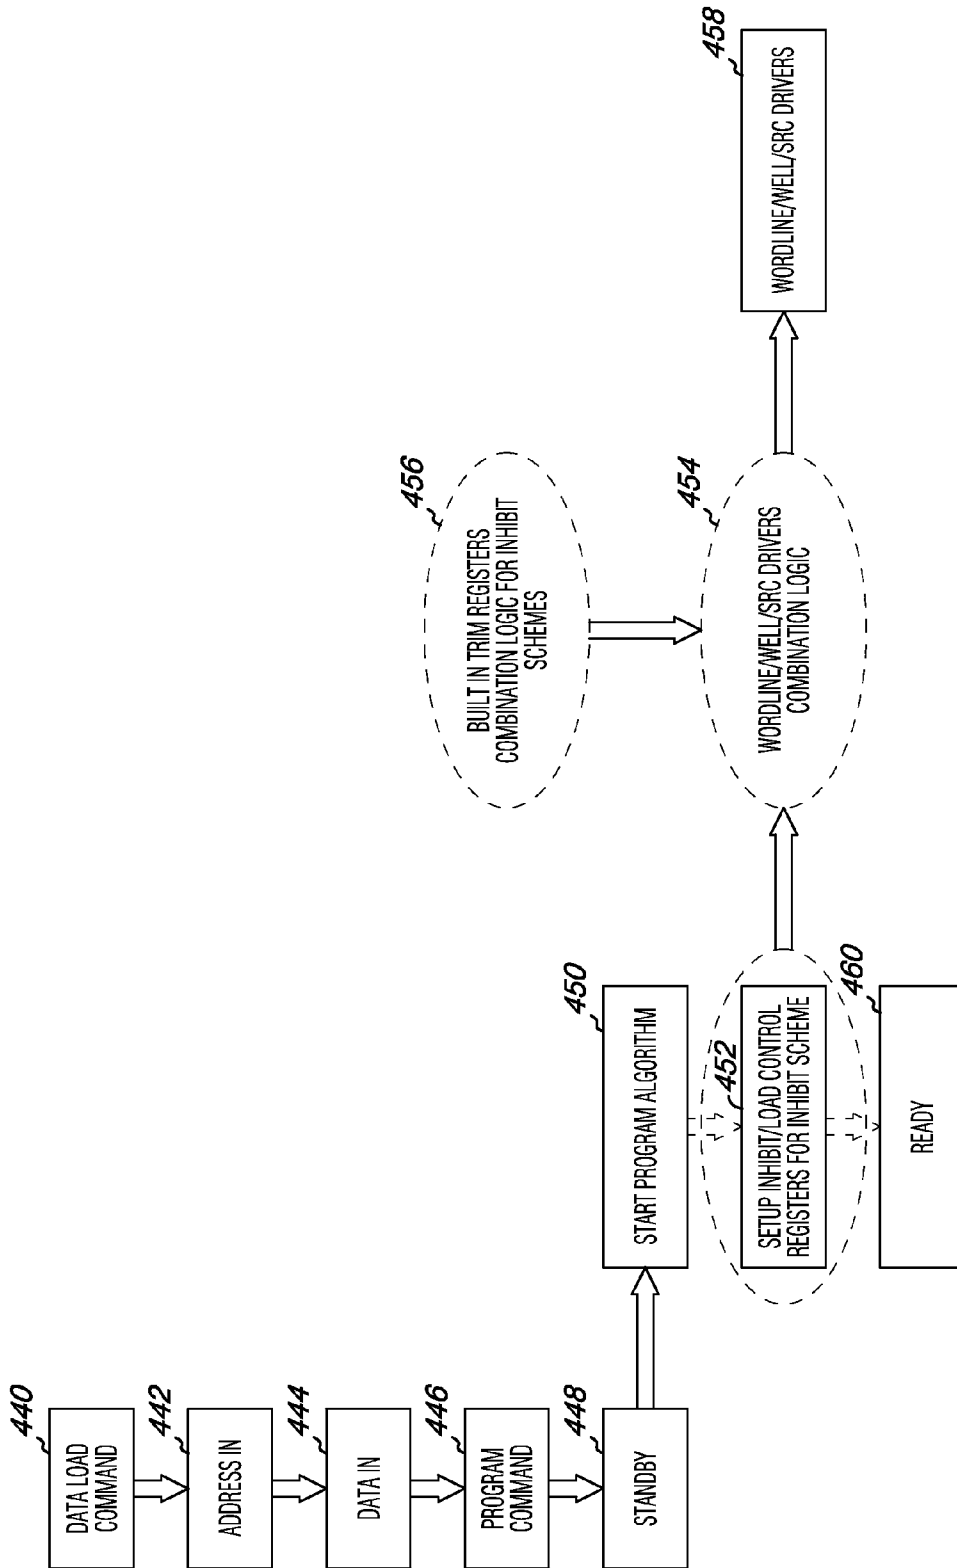 440
DATA LOAD
COMMAND
442
ADDRESS IN
444
DATA IN
446
PROGRAM
COMMAND
448
STANDBY
450
START PROGRAM ALGORITHM
452
SETUP INHIBIT/LOAD CONTROL
REGISTERS FOR INHIBIT SCHEME
460
READY
456
BUILT IN TRIM REGISTERS
COMBINATION LOGIC FOR INHIBIT
SCHEMES
454
WORDLINE/WELL/SRC DRIVERS
COMBINATION LOGIC
458
WORDLINE/WELL/SRC DRIVERS